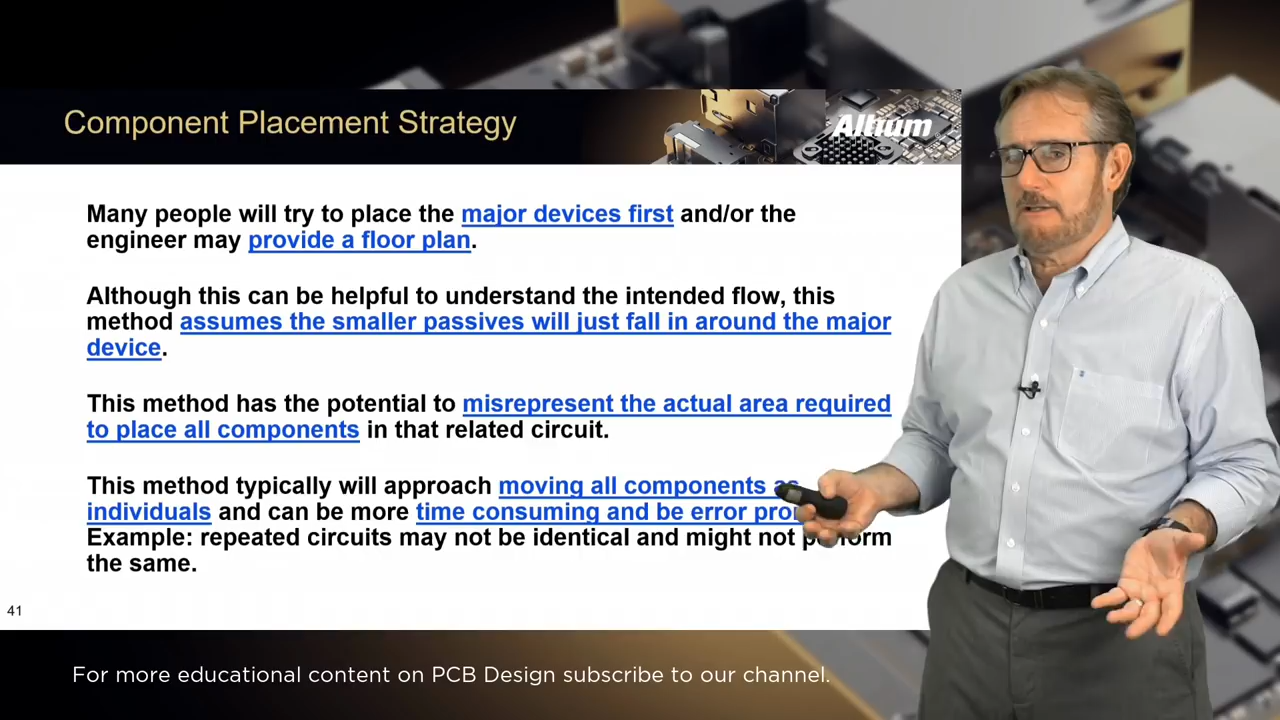 Component Placement Strategy
Altium
Many people will try to place the major devices first and/or the
engineer may provide a floor plan.
Although this can be helpful to understand the intended flow, this
method assumes the smaller passives will just fall in around the major
device.
This method has the potential to misrepresent the actual area required
to place all components in that related circuit.
This method typically will approach moving all components as
individuals and can be more time consuming and be error
Example: repeated circuits may not be identical and might not perform
the same.
41
For more educational content on PCB Design subscribe to our channel.